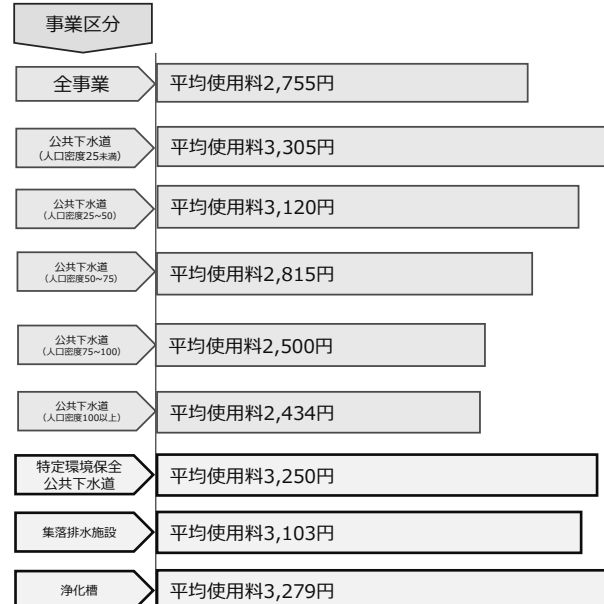 事業区分
全事業
平均使用料2,755円
公共下水道
（人口密度25未満）
平均使用料3,305円
公共下水道
（人口密度25~50）
平均使用料3,120円
公共下水道
（人口密度50~75）
平均使用料2,815円
公共下水道
（人口密度75~100）
平均使用料2,500円
公共下水道
（人口密度100以上）
平均使用料2,434円
特定環境保全
公共下水道
平均使用料3,250円
集落排水施設
平均使用料3,103円
浄化槽
平均使用料3,279円